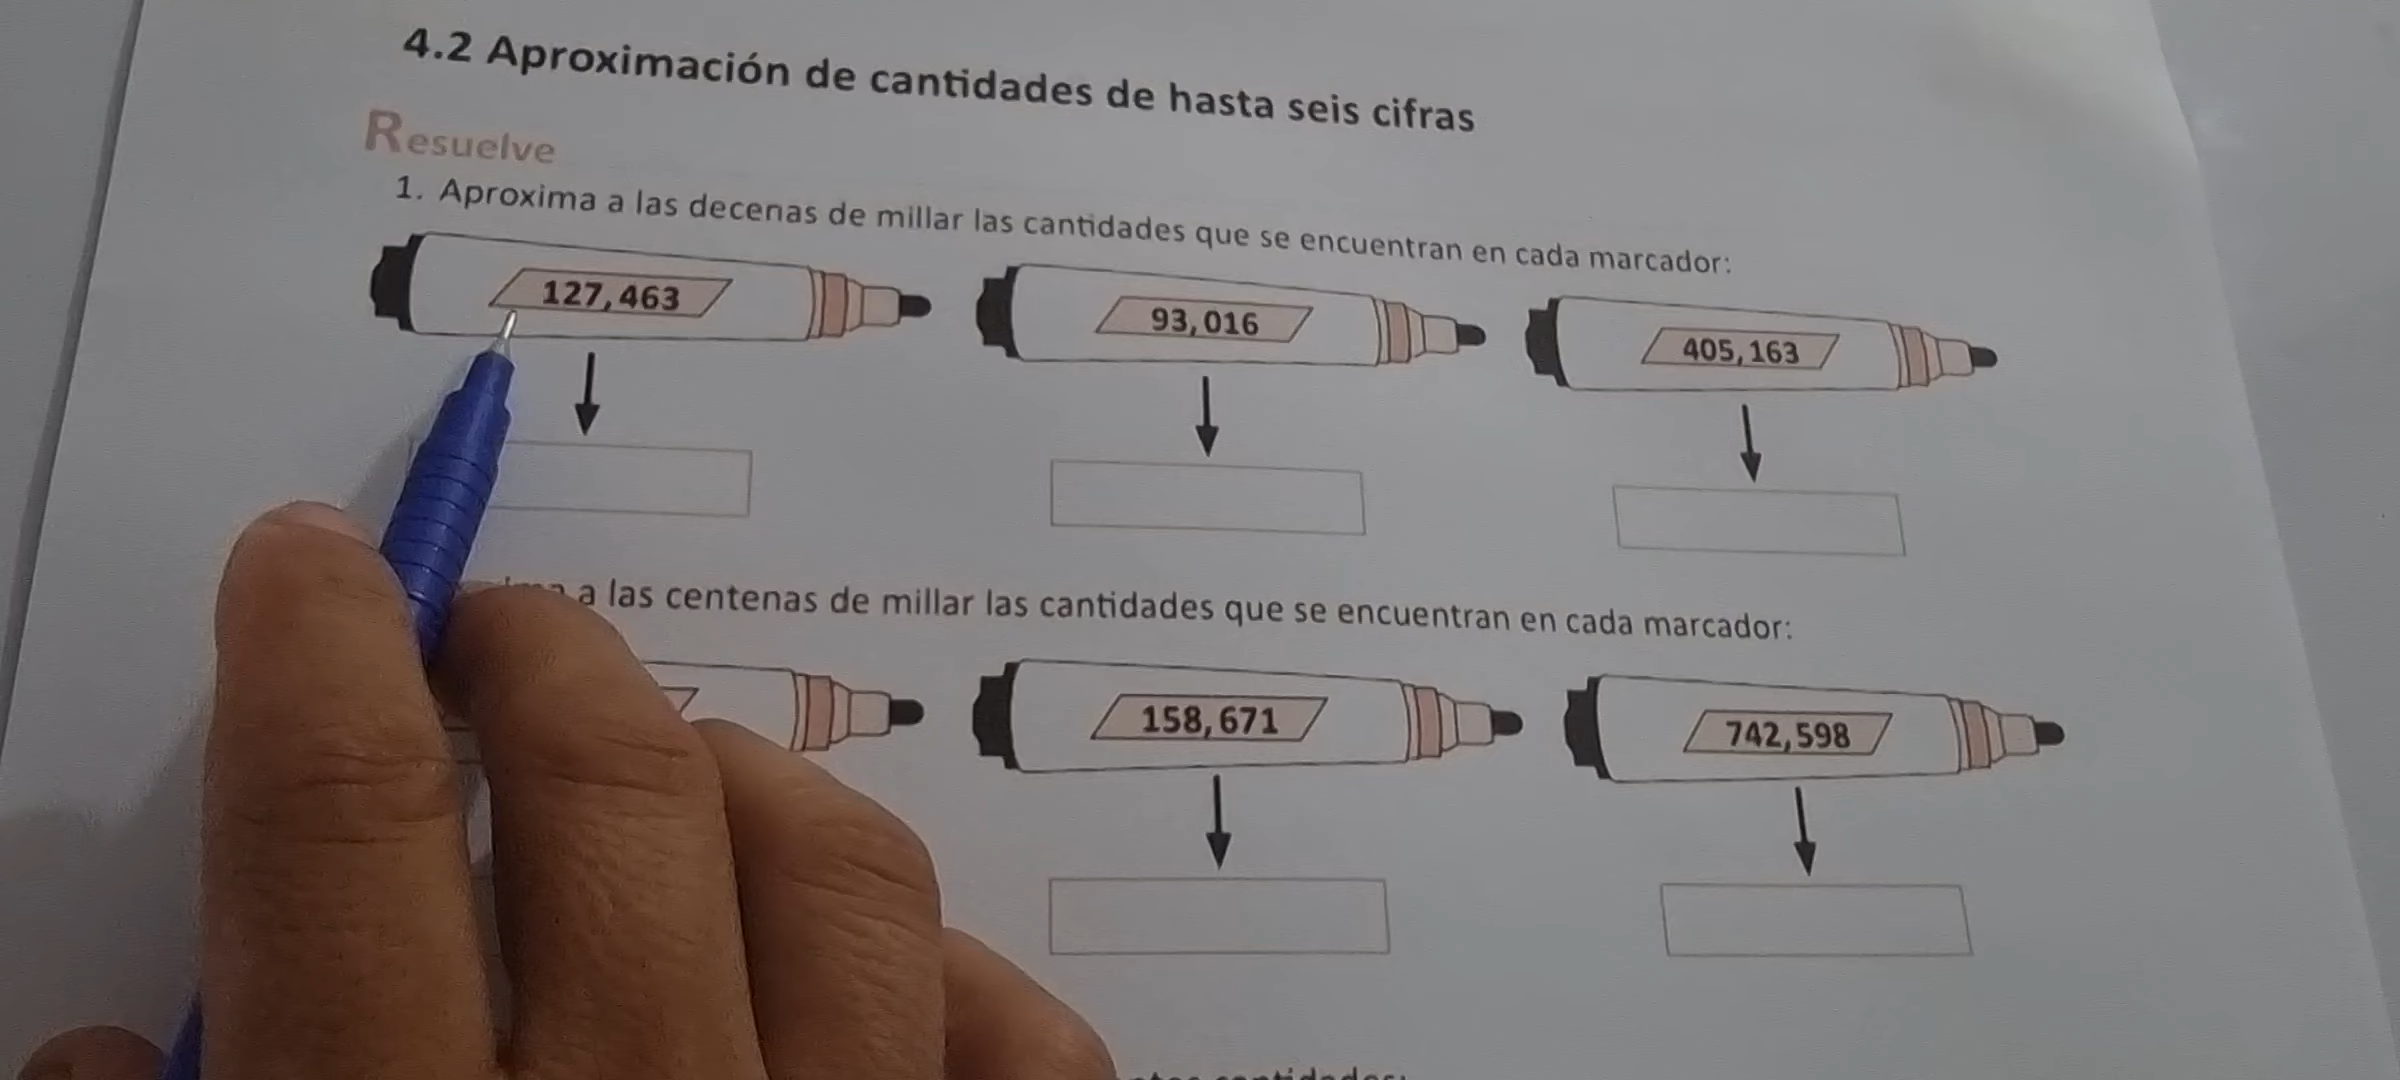 4.2 Aproximación de cantidades de hasta seis cifras
Resuelve
1. Aproxima a las decenas de millar las cantidades que se encuentran en cada marcador:
127,463 93,016 405,163
a las centenas de millar las cantidades que se encuentran en cada marcador:
158,671 742,598